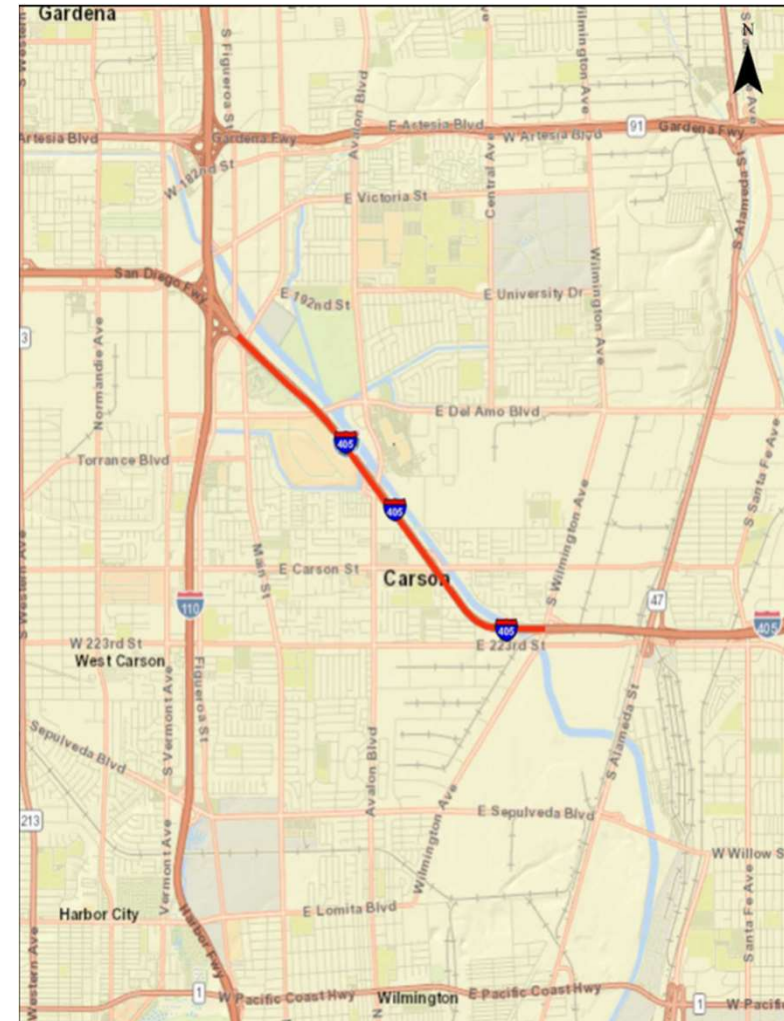 Gardena
N
S Figueroa St
Avalon Blvd
Wilmington Ave
Artesia Blvd
Gardena Fwy
E Artesia Blvd
W Artesia Blvd
91
Gardena Fwy
W 182nd St
Central Ave
S Alameda St
E Victoria St
San Diego Fwy
E 192nd St
E University Dr
Wilmington Ave
Normandie Ave
E Del Amo Blvd
405
Torrance Blvd
S Santa Fe Ave
405
Main St
E Carson St
Carson
S Wilmington Ave
110
47
405
405
W 223rd St
E 223rd St
West Carson
S Western Ave
S Vermont Ave
Figueroa St
Sepulveda Blvd
Avalon Blvd
S Alameda St
213
Wilmington Ave
E Sepulveda Blvd
Vermont Ave
W Willow S
Harbor City
E Lomita Blvd
Santa Fe Ave
Western Ave
Harbor Fwy
1
W Pacific Coast Hwy
Wilmington
E Pacific Coast Hwy
1
W Pacifi